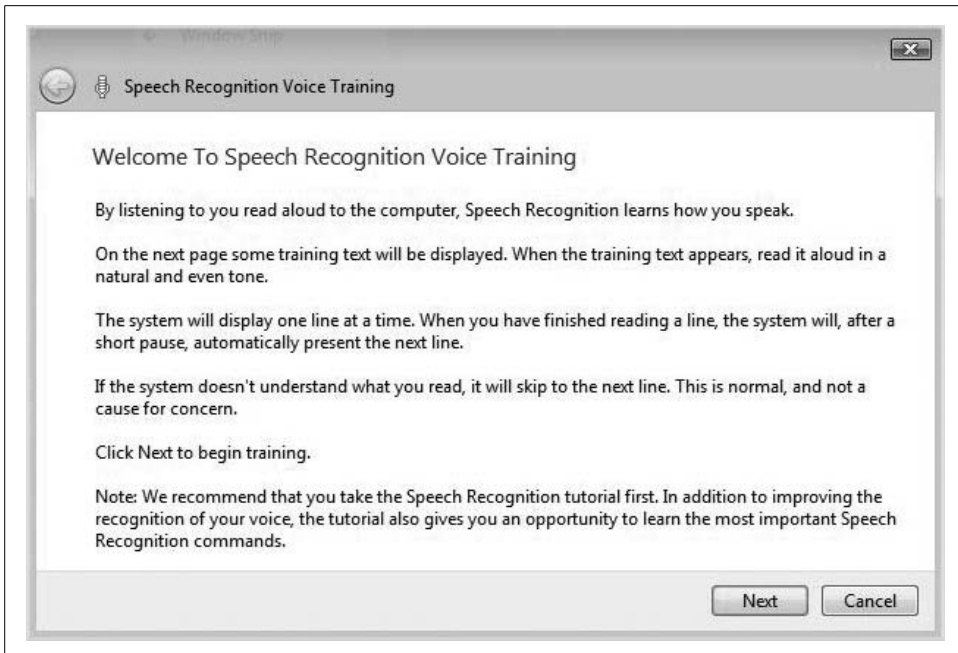 Window Snip
Speech Recognition Voice Training
Welcome To Speech Recognition Voice Training
By listening to you read aloud to the computer, Speech Recognition learns how you speak.
On the next page some training text will be displayed. When the training text appears, read it aloud in a
natural and even tone.
The system will display one line at a time. When you have finished reading a line, the system will, after a
short pause, automatically present the next line.
If the system doesn't understand what you read, it will skip to the next line. This is normal, and not a
cause for concern.
Click Next to begin training.
Note: We recommend that you take the Speech Recognition tutorial first. In addition to improving the
recognition of your voice, the tutorial also gives you an opportunity to learn the most important Speech
Recognition commands.
Next Cancel